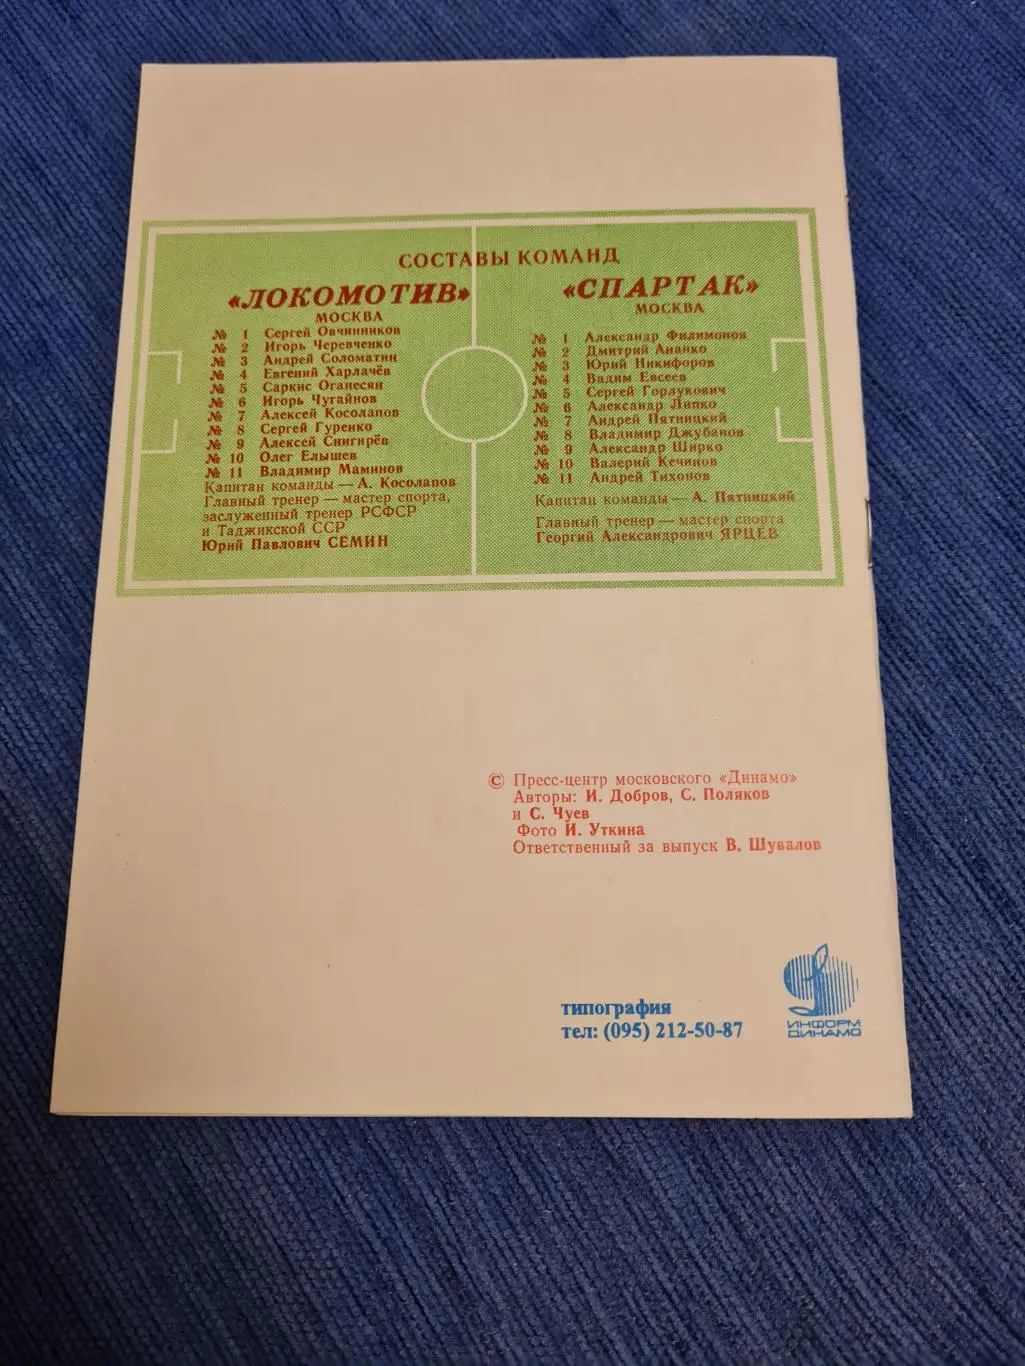 СОСТАВЫ КОМАНД
«ЛОКОМОТИВ»
МОСКВА
№ 1 Сергей Овчинников
№ 2 Игорь Черевченко
№ 3 Андрей Соломатин
№ 4 Евгений Харлачёв
№ 5 Саркис Оганесян
№ 6 Игорь Чугайнов
№ 7 Алексей Косолапов
№ 8 Сергей Гуренко
№ 9 Алексей Снигирёв
№ 10 Олег Елышев
№ 11 Владимир Маминов
Капитан команды — А. Косолапов
Главный тренер — мастер спорта,
заслуженный тренер РСФСР
и Таджикской ССР
Юрий Павлович СЕМИН
«СПАРТАК»
МОСКВА
№ 1 Александр Филимонов
№ 2 Дмитрий Ананко
№ 3 Юрий Никифоров
№ 4 Вадим Евсеев
№ 5 Сергей Горлукович
№ 6 Александр Липко
№ 7 Андрей Пятницкий
№ 8 Владимир Джубанов
№ 9 Александр Ширко
№ 10 Валерий Кечинов
№ 11 Андрей Тихонов
Капитан команды — А. Пятницкий
Главный тренер — мастер спорта
Георгий Александрович ЯРЦЕВ
© Пресс-центр московского «Динамо»
Авторы: И. Добров, С. Поляков
и С. Чуев
Фото И. Уткина
Ответственный за выпуск В. Шувалов
типография
тел: (095) 212-50-87
ИНФОРМ
ДИНАМО